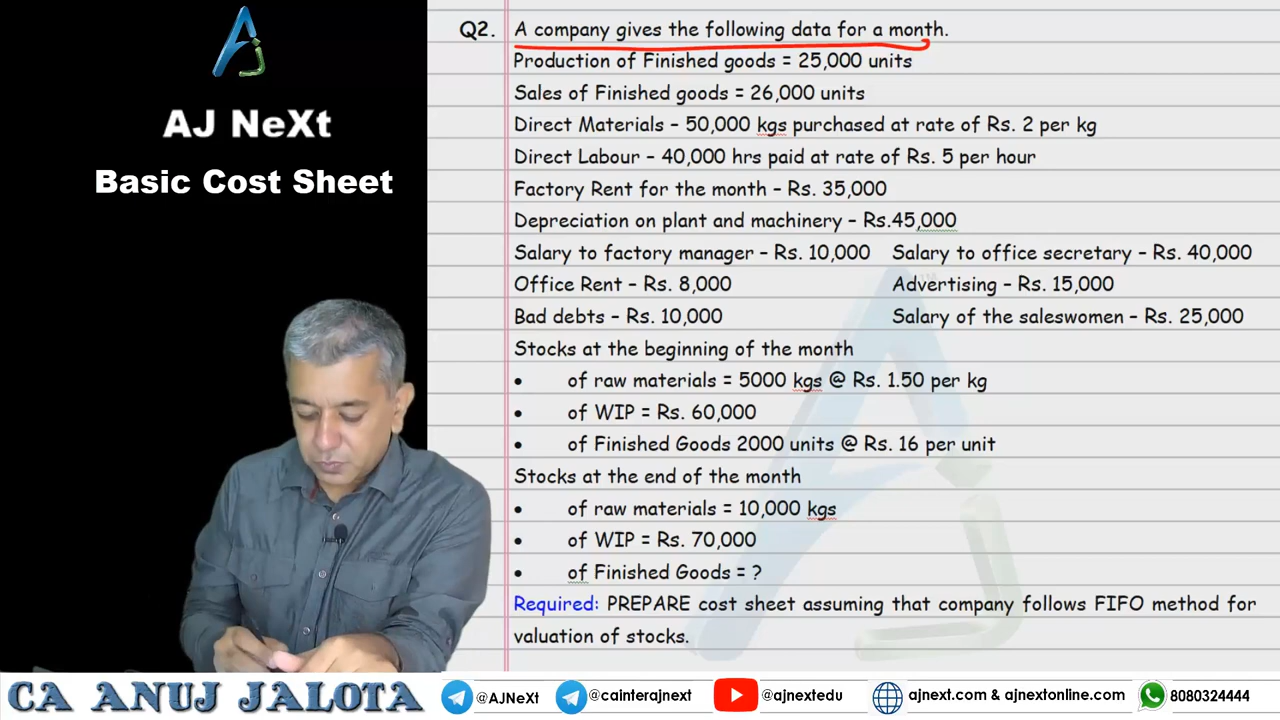 AJ NeXt
Basic Cost Sheet
Q2. A company gives the following data for a month.
Production of Finished goods = 25,000 units
Sales of Finished goods = 26,000 units
Direct Materials – 50,000 kgs purchased at rate of Rs. 2 per kg
Direct Labour – 40,000 hrs paid at rate of Rs. 5 per hour
Factory Rent for the month – Rs. 35,000
Depreciation on plant and machinery – Rs.45,000
Salary to factory manager – Rs. 10,000 Salary to office secretary – Rs. 40,000
Office Rent – Rs. 8,000 Advertising – Rs. 15,000
Bad debts – Rs. 10,000 Salary of the saleswomen – Rs. 25,000
Stocks at the beginning of the month
• of raw materials = 5000 kgs @ Rs. 1.50 per kg
• of WIP = Rs. 60,000
• of Finished Goods 2000 units @ Rs. 16 per unit
Stocks at the end of the month
• of raw materials = 10,000 kgs
• of WIP = Rs. 70,000
• of Finished Goods = ?
Required: PREPARE cost sheet assuming that company follows FIFO method for
valuation of stocks.
CA ANUJ JALOTA @AJNeXt @cainterajnext @ajnextedu ajnext.com & ajnextonline.com 8080324444